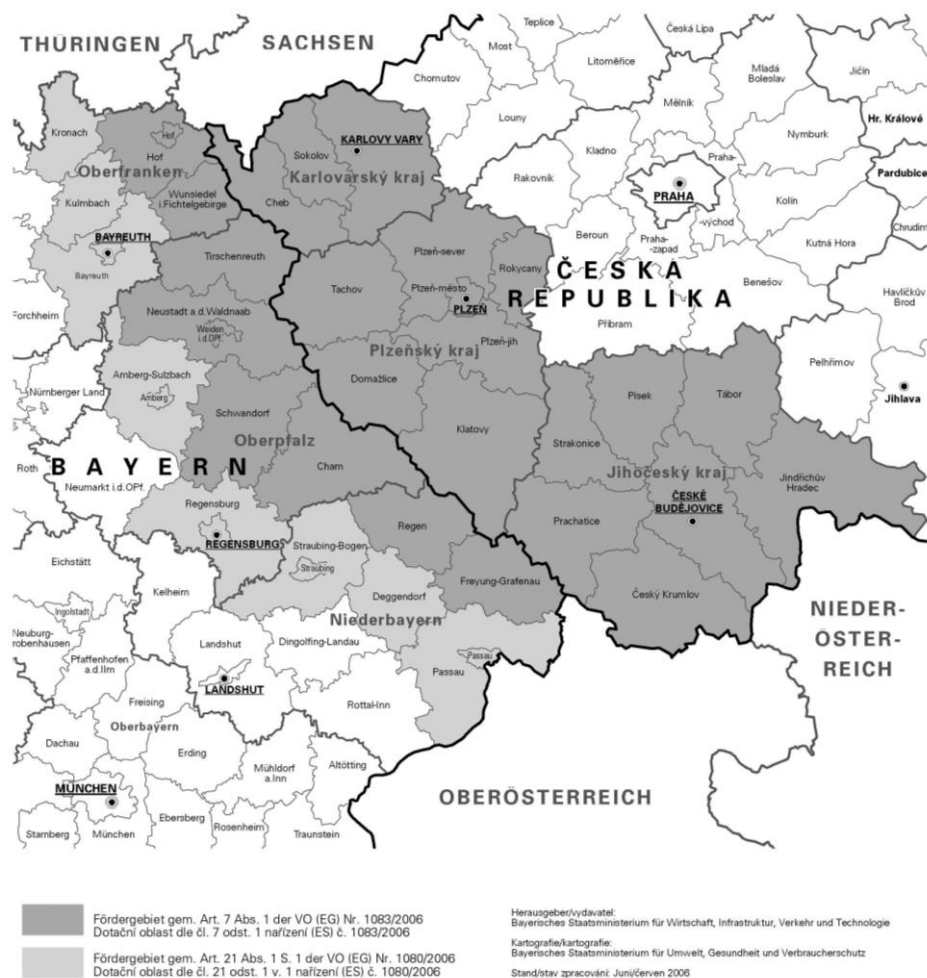 THÜRINGEN
SACHSEN
Teplice
Česká Lípa
Most
Litoměřice
Chomutov
Mladá
Boleslav
Jičín
Mělník
Louny
Hr. Králové
Kronach
Hof
KARLOVY VARY
Nymburk
Kladno
Hof
Sokolov
Praha-
Oberfranken
Karlovarský kraj
Rakovník
Pardubice
Kulmbach
Wunsiedel
i.Fichtelgebirge
Cheb
PRAHA
Kolín
-východ
Chrudim
BAYREUTH
Beroun
Praha-
-zapad
Kutná Hora
Tirschenreuth
Plzeň-sever
Bayreuth
Rokycany
ČESKÁ
REPUBLIKA
Benešov
Tachov
Plzeň-město
PLZEŇ
Havlíčkův
Brod
Forchheim
Neustadt a.d.Waldnaab
Příbram
Weiden
i.d.OPf.
Plzeň-jih
Plzeňský kraj
Pelhřimov
Amberg-Sulzbach
Domažlice
Nürnberger Land
Amberg
Písek
Tábor
Jihlava
Schwandorf
Klatovy
Oberpfalz
Strakonice
Roth
BAYERN
Cham
Jihočeský kraj
Jindřichův
Hradec
Neumarkt i.d.OPf.
ČESKÉ
BUDĚJOVICE
Regensburg
Prachatice
Regen
REGENSBURG
Straubing-Bogen
Eichstätt
Straubing
Freyung-Grafenau
Kelheim
Deggendorf
Český Krumlov
Ingolstadt
Niederbayern
NIEDER-
ÖSTER-
REICH
Neuburg-
robenhausen
Landshut
Dingolfing-Landau
Pfaffenhofen
a.d.Ilm
Passau
Passau
LANDSHUT
Freising
Rottal-Inn
Oberbayern
Dachau
Erding
Mühldorf
a.Inn
Altötting
MÜNCHEN
OBERÖSTERREICH
Ebersberg
Rosenheim
Starnberg
München
Traunstein
Fördergebiet gem. Art. 7 Abs. 1 der VO (EG) Nr. 1083/2006
Dotační oblast dle čl. 7 odst. 1 nařízení (ES) č. 1083/2006
Fördergebiet gem. Art. 21 Abs. 1 S. 1 der VO (EG) Nr. 1080/2006
Dotační oblast dle čl. 21 odst. 1 v. 1 nařízení (ES) č. 1080/2006
Herausgeber/vydavatel:
Bayerisches Staatsministerium für Wirtschaft, Infrastruktur, Verkehr und Technologie
Kartografie/kartografie:
Bayerisches Staatsministerium für Umwelt, Gesundheit und Verbraucherschutz
Stand/stav zpracování: Juni/červen 2006